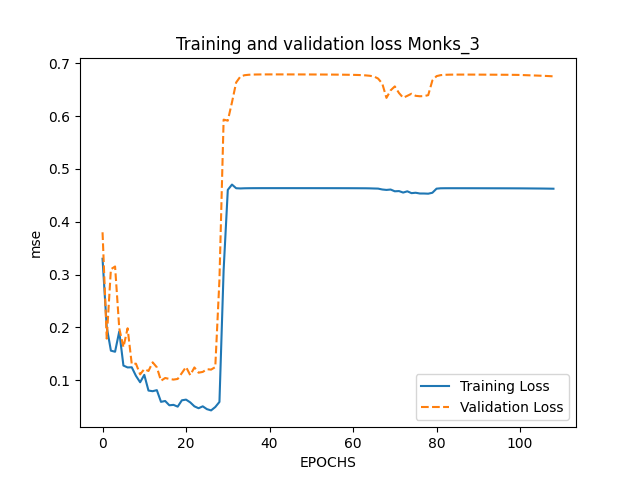 Training and validation loss Monks_3
0.7
0.6
0.5
0.4
0.3
0.2
0.1
mse
0
20
40
60
80
100
EPOCHS
Training Loss
Validation Loss